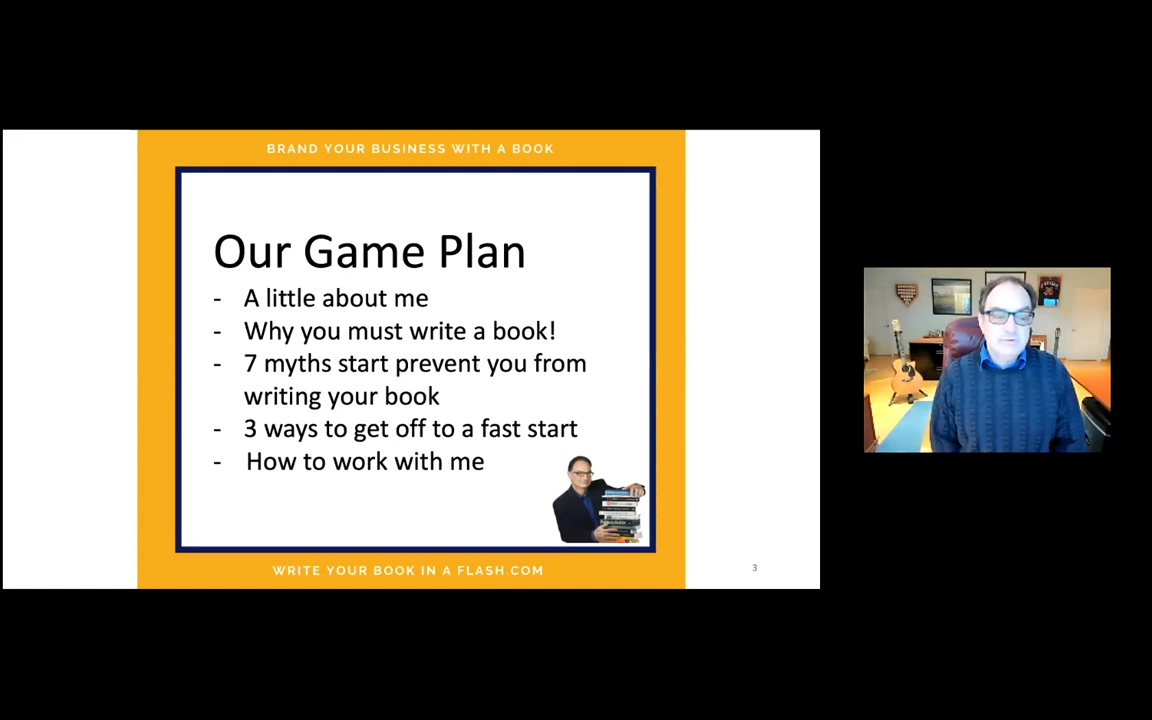 BRAND YOUR BUSINESS WITH A BOOK
Our Game Plan
- A little about me
- Why you must write a book!
- 7 myths start prevent you from
writing your book
- 3 ways to get off to a fast start
- How to work with me
WRITE YOUR BOOK IN A FLASH.COM
3